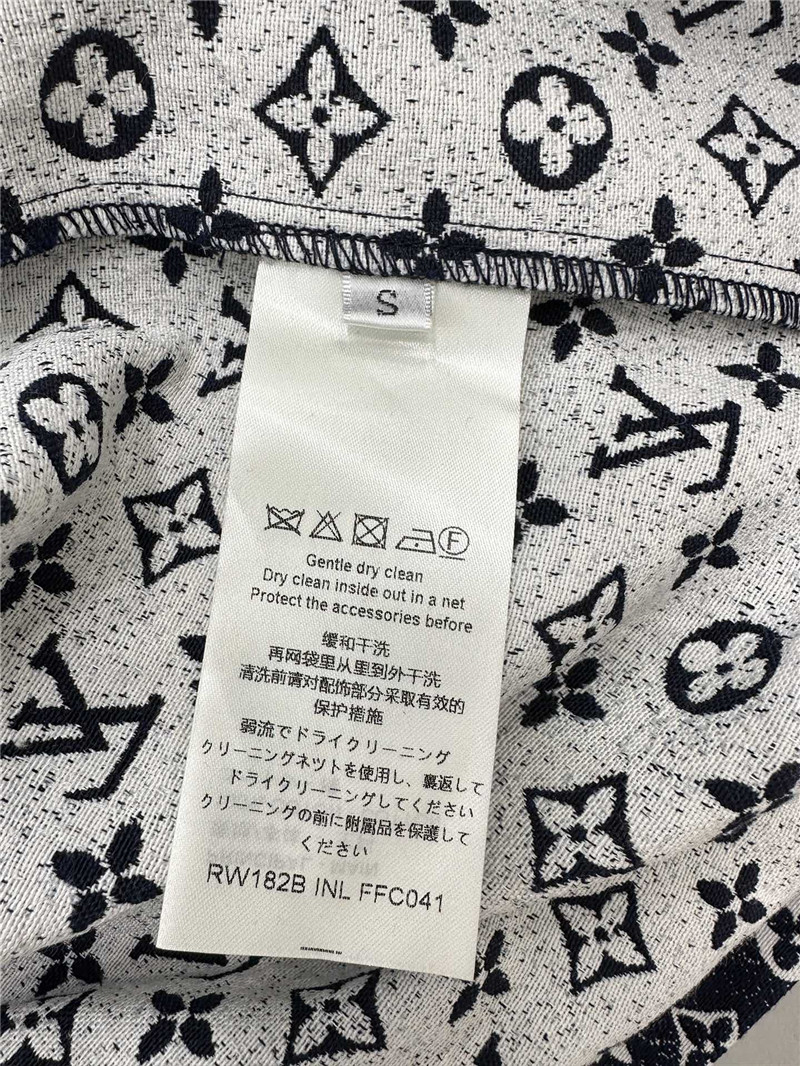 S
F
Gentle dry clean
Dry clean inside out in a net
Protect the accessories before
缓和干洗
再网袋里从里到外干洗
清洗前请对配饰部分采取有效的
保护措施
弱流でドライクリーニング
クリーニングネツトを使用し、裏返して
ドライクリーニングしてください
クリーニングの前に附属品を保護して
ください
RW182B INL FFC041